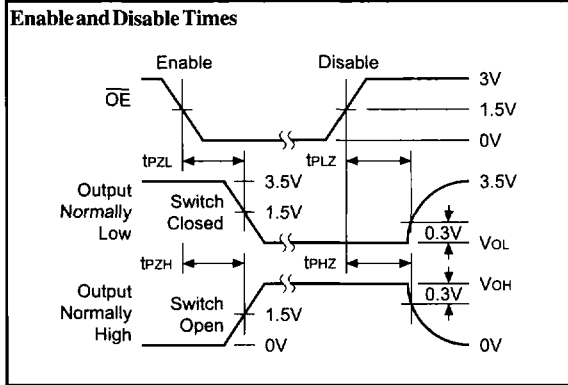 Enable and Disable Times
Enable
Disable
OE
3V
1.5V
0V
tPZL
tPLZ
Output
Normally
Low
Switch
Closed
3.5V
1.5V
3.5V
0.3V
VOL
tPZH
tPHZ
Output
Normally
High
Switch
Open
1.5V
0V
VOH
0.3V
0V